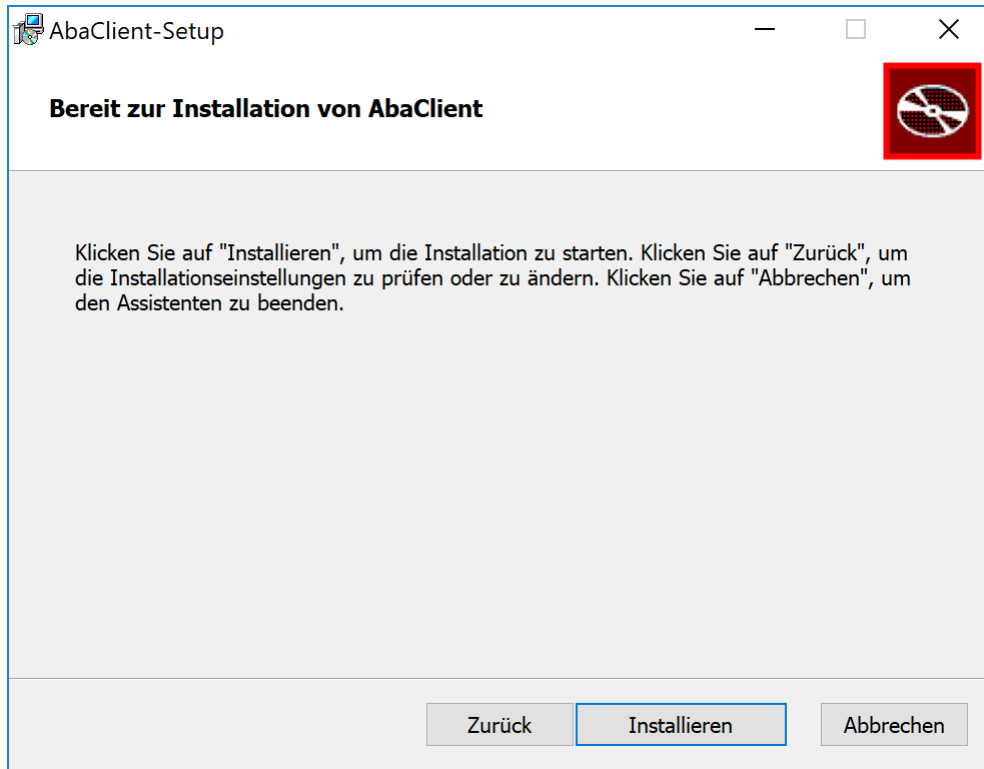 AbaClient-Setup
Bereit zur Installation von AbaClient
Klicken Sie auf "Installieren", um die Installation zu starten. Klicken Sie auf "Zurück", um
die Installationseinstellungen zu prüfen oder zu ändern. Klicken Sie auf "Abbrechen", um
den Assistenten zu beenden.
Zurück
Installieren
Abbrechen